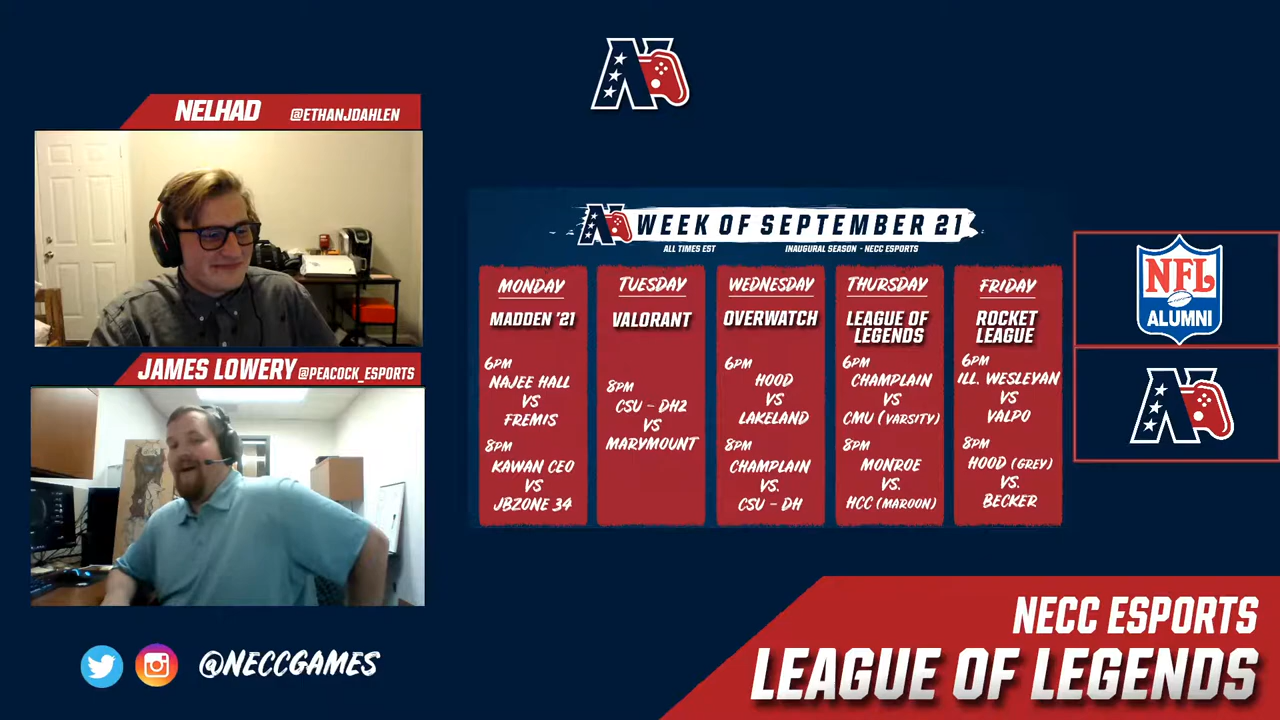 NELHAD @ETHANJDAHLEN
JAMES LOWERY @PEACOCK_ESPORTS
@NECCGAMES
WEEK OF SEPTEMBER 21
ALL TIMES EST INAUGURAL SEASON - NECC ESPORTS
MONDAY
MADDEN '21
6PM
NAJEE HALL
VS
FREMIS
8PM
KAWAN CEO
VS
JBZONE 34
TUESDAY
VALORANT
8PM
CSU - DH2
VS
MARYMOUNT
WEDNESDAY
OVERWATCH
6PM
HOOD
VS
LAKELAND
8PM
CHAMPLAIN
VS.
CSU - DH
THURSDAY
LEAGUE OF
LEGENDS
6PM
CHAMPLAIN
VS
CMU (VARSITY)
8PM
MONROE
VS.
HCC (MAROON)
FRIDAY
ROCKET
LEAGUE
6PM
ILL. WESLEYAN
VS
VALPO
8PM
HOOD (GREY)
VS.
BECKER
NFL
ALUMNI
NECC ESPORTS
LEAGUE OF LEGENDS